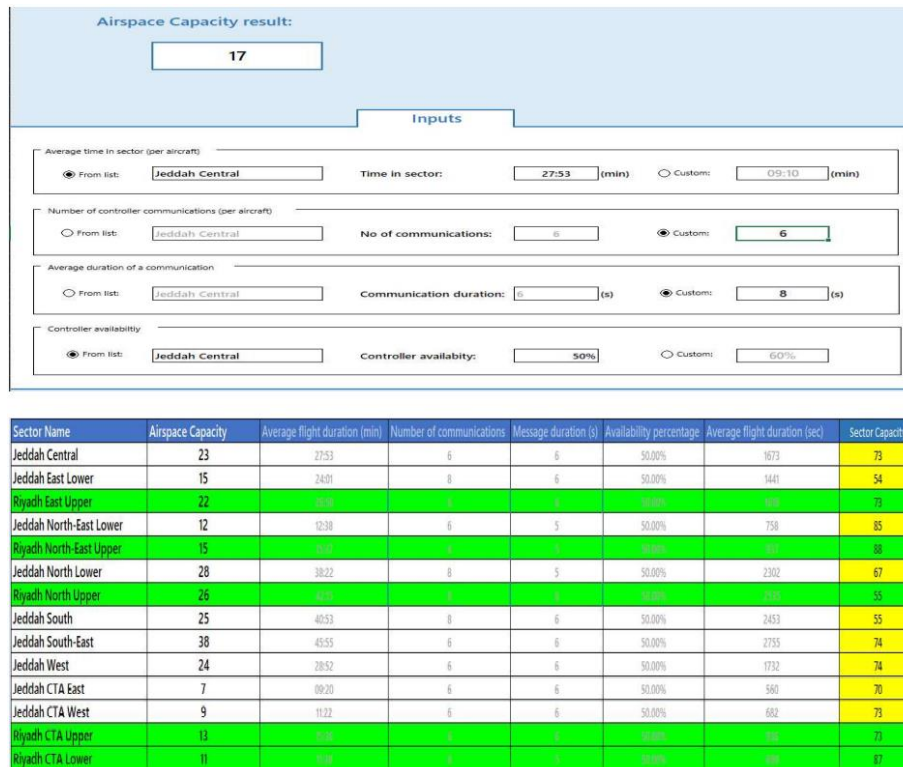 Airspace Capacity result:
17
Inputs
Average time in sector (per aircraft)
From list: Jeddah Central Time in sector: 27:53 (min) Custom: 09:10 (min)
Number of controller communications (per aircraft)
From list: Jeddah Central No of communications: 6 Custom: 6
Average duration of a communication
From list: Jeddah Central Communication duration: 6 (s) Custom: 8 (s)
Controller availabiltiy
From list: Jeddah Central Controller availabity: 50% Custom: 60%
Sector Name Airspace Capacity Average flight duration (min) Number of communications Message duration (s) Availability percentage Average flight duration (sec) Sector Capacity
Jeddah Central 23 27:53 6 6 50.00% 1673 73
Jeddah East Lower 15 24:01 8 6 50.00% 1441 54
Riyadh East Upper 22 73
Jeddah North-East Lower 12 12:38 6 5 50.00% 758 85
Riyadh North-East Upper 15 88
Jeddah North Lower 28 38:22 8 5 50.00% 2302 67
Riyadh North Upper 26 55
Jeddah South 25 40:53 8 6 50.00% 2453 55
Jeddah South-East 38 45:55 6 6 50.00% 2755 74
Jeddah West 24 28:52 6 6 50.00% 1732 74
Jeddah CTA East 7 09:20 6 6 50.00% 560 70
Jeddah CTA West 9 11:22 6 6 50.00% 682 73
Riyadh CTA Upper 13 73
Riyadh CTA Lower 11 87